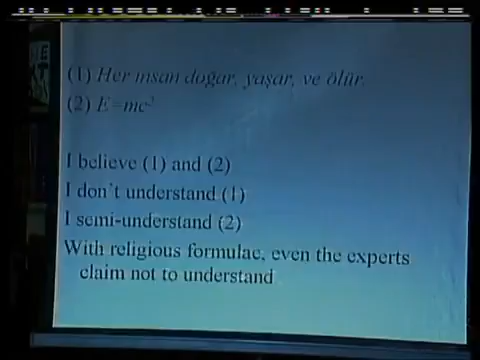 (1) Her insan doğar, yaşar, ve ölür.
(2) E=mc²
I believe (1) and (2)
I don't understand (1)
I semi-understand (2)
With religious formulae, even the experts
claim not to understand